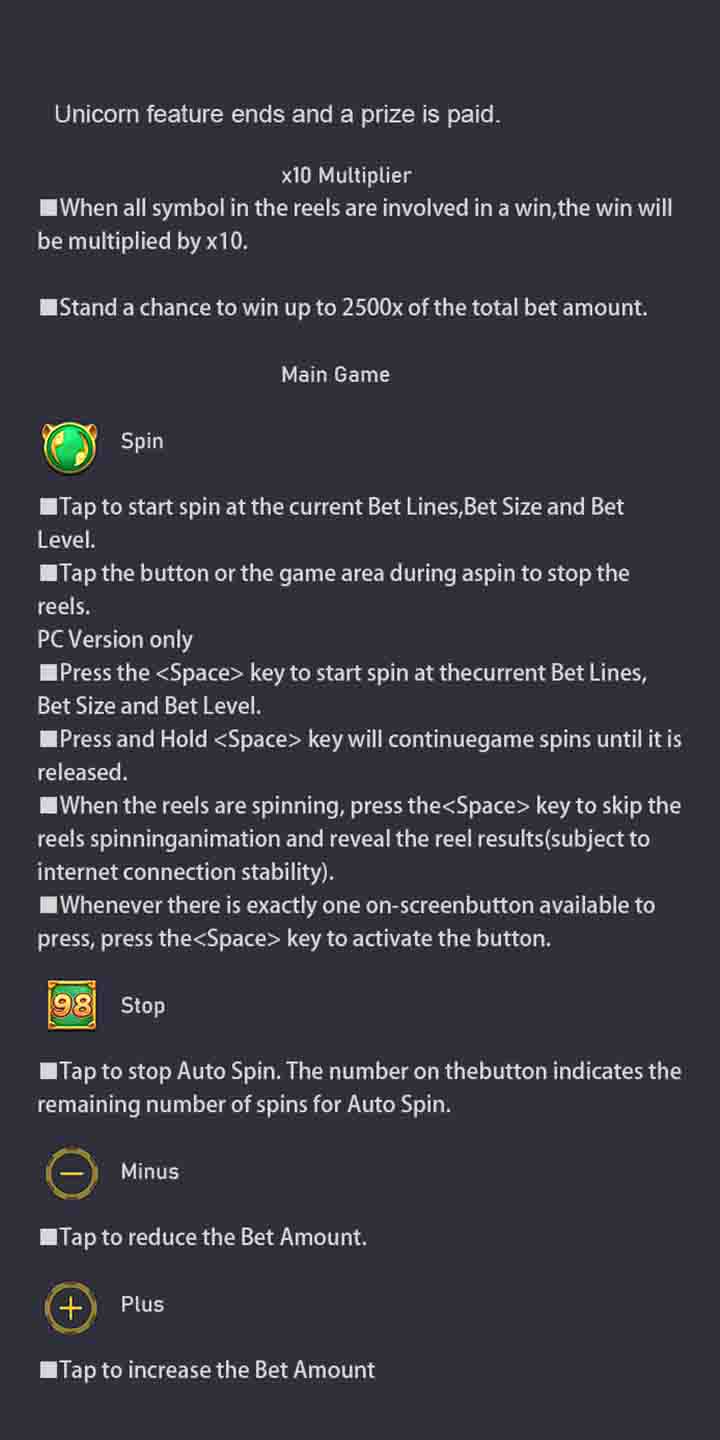 Unicorn feature ends and a prize is paid.
x10 Multiplier
■When all symbol in the reels are involved in a win,the win will
be multiplied by x10.
■Stand a chance to win up to 2500x of the total bet amount.
Main Game
Spin
■Tap to start spin at the current Bet Lines,Bet Size and Bet
Level.
■Tap the button or the game area during aspin to stop the
reels.
PC Version only
■Press the <Space> key to start spin at thecurrent Bet Lines,
Bet Size and Bet Level.
■Press and Hold <Space> key will continuegame spins until it is
released.
■When the reels are spinning, press the<Space> key to skip the
reels spinninganimation and reveal the reel results(subject to
internet connection stability).
■Whenever there is exactly one on-screenbutton available to
press, press the<Space> key to activate the button.
98 Stop
■Tap to stop Auto Spin. The number on thebutton indicates the
remaining number of spins for Auto Spin.
Minus
■Tap to reduce the Bet Amount.
Plus
■Tap to increase the Bet Amount